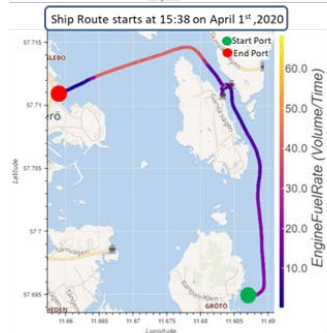 Ship Route starts at 15:38 on April 1st ,2020
Start Port
End Port
57.715
57.71
57.705
57.7
57.695
Latitude
11.66
11.665
11.67
11.675
11.68
11.685
11.69
Longitude
60.0
50.0
40.0
30.0
20.0
10.0
EngineFuelRate (Volume/Time)
GRÖTÖ